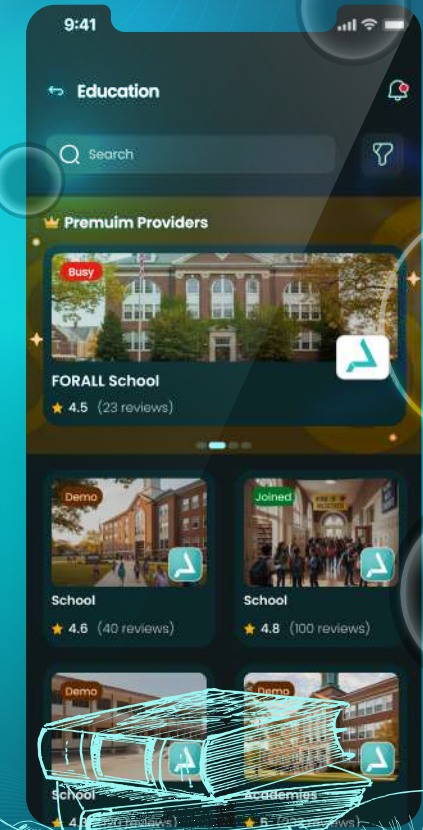 9:41
Education
Search
Premuim Providers
Busy
FORALL School
4.5 (23 reviews)
Demo
Joined
School
School
4.6 (40 reviews)
4.8 (100 reviews)
Demo
Demo
School
Academies